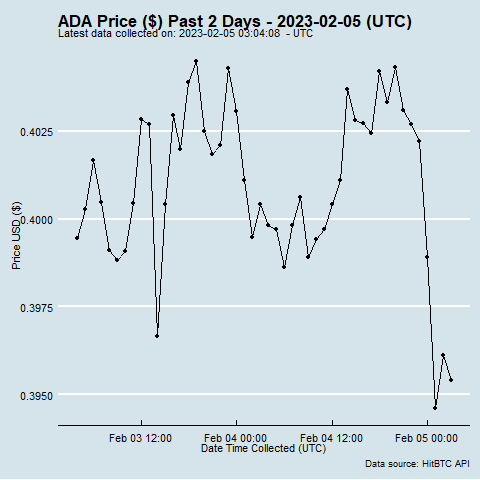 ADA Price ($) Past 2 Days - 2023-02-05 (UTC)
Latest data collected on: 2023-02-05 03:04:08 - UTC
Price USD ($)
0.4025
0.4000
0.3975
0.3950
Feb 03 12:00 Feb 04 00:00 Feb 04 12:00 Feb 05 00:00
Date Time Collected (UTC)
Data source: HitBTC API